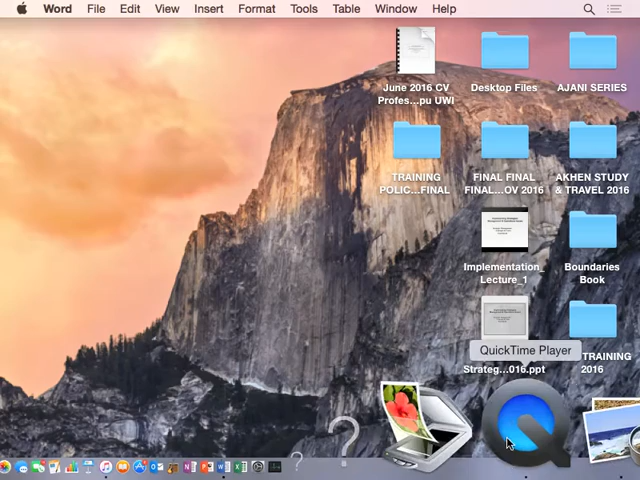 Word File Edit View Insert Format Tools Table Window Help
June 2016 CV
Profes...pu UWI
Desktop Files
AJANI SERIES
TRAINING
POLIC...FINAL
FINAL FINAL
FINAL...OV 2016
AKHEN STUDY
& TRAVEL 2016
Implementation_
Lecture_1
Boundaries
Book
QuickTime Player
Strateg...016.ppt
TRAINING
2016